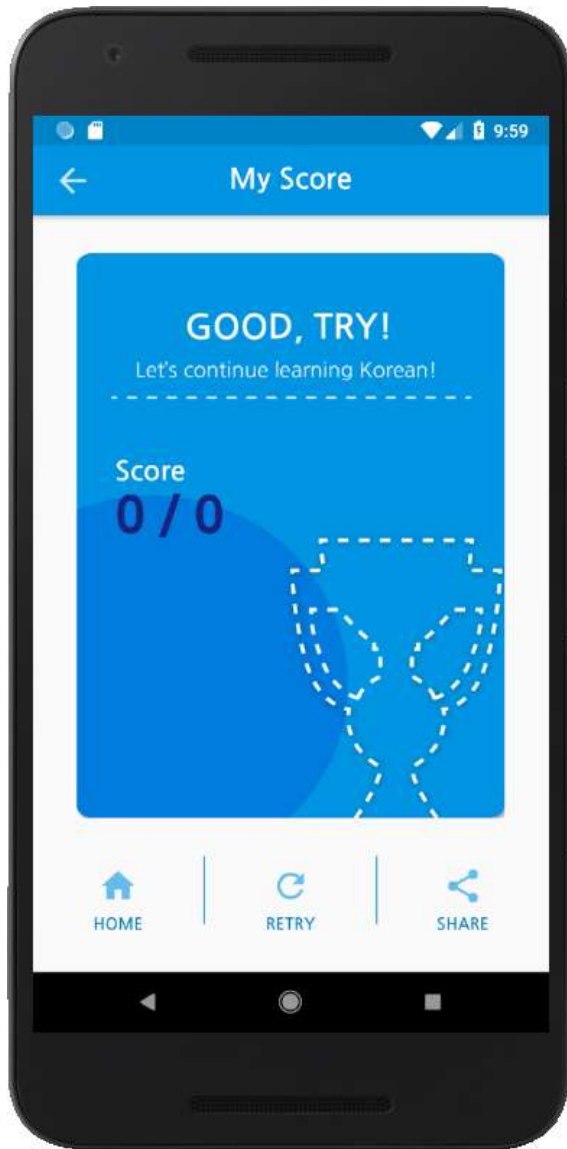 9:59
My Score
GOOD, TRY!
Let's continue learning Korean!
Score
0 / 0
HOME
RETRY
SHARE